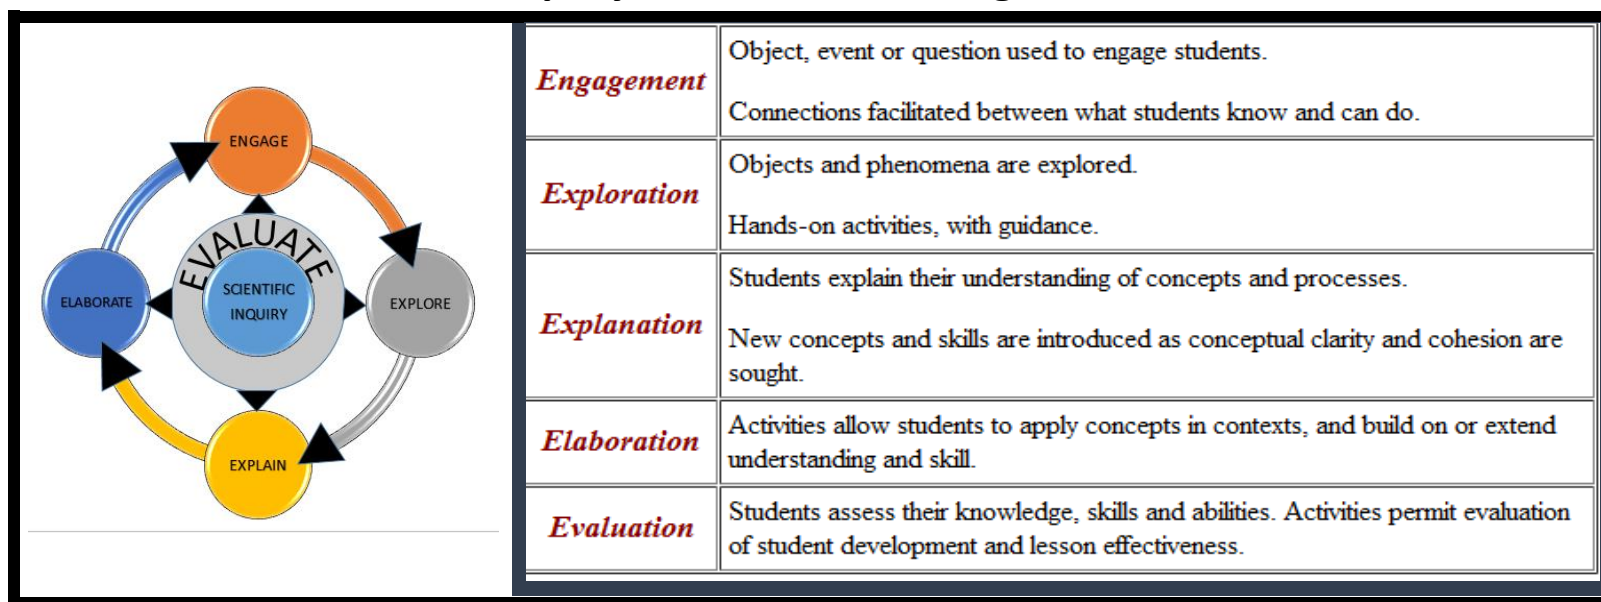 ENGAGE
EVALUATE
ELABORATE
SCIENTIFIC
INQUIRY
EXPLORE
EXPLAIN
Engagement
Object, event or question used to engage students.
Connections facilitated between what students know and can do.
Exploration
Objects and phenomena are explored.
Hands-on activities, with guidance.
Explanation
Students explain their understanding of concepts and processes.
New concepts and skills are introduced as conceptual clarity and cohesion are
sought.
Elaboration
Activities allow students to apply concepts in contexts, and build on or extend
understanding and skill.
Evaluation
Students assess their knowledge, skills and abilities. Activities permit evaluation
of student development and lesson effectiveness.